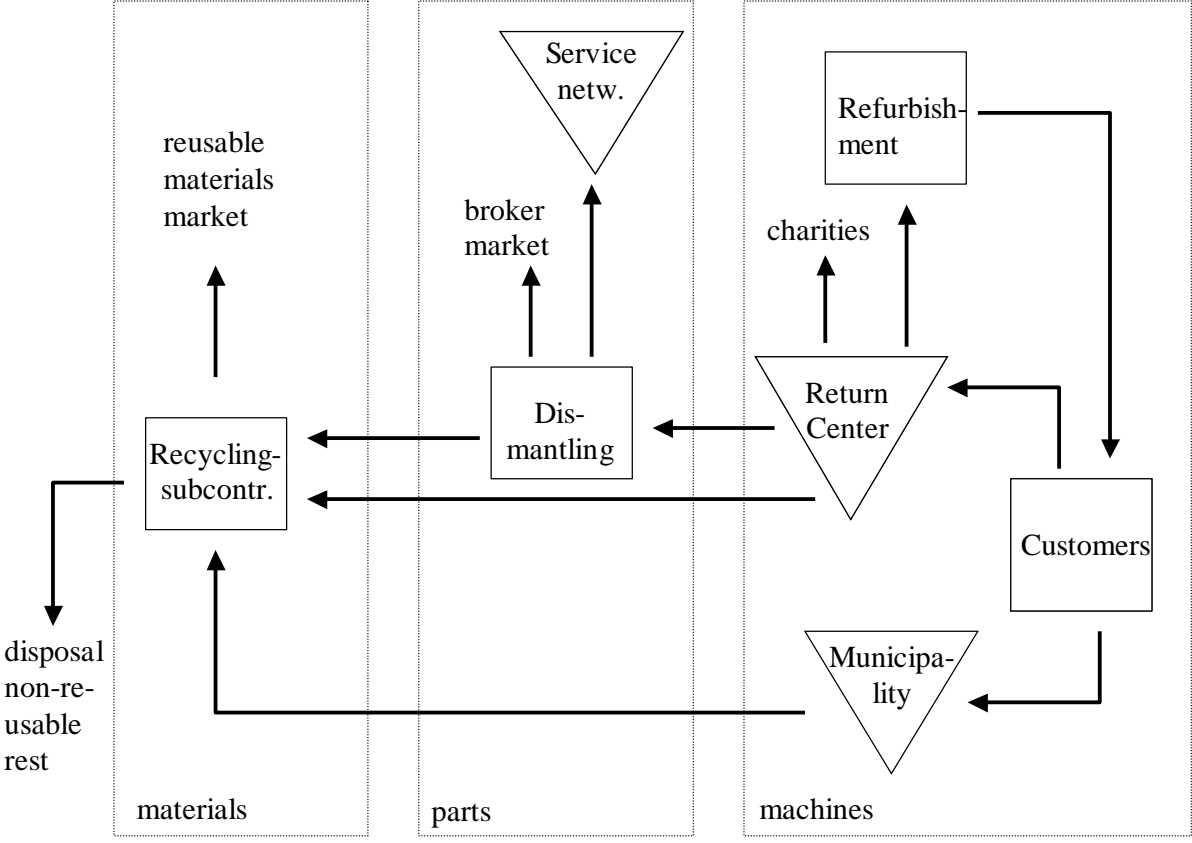 Service
netw.
Refurbish-
ment
reusable
materials
market
broker
market
charities
Return
Center
Dis-
mantling
Recycling-
subcontr.
Customers
disposal
non-re-
usable
rest
Municipa-
lity
materials
parts
machines